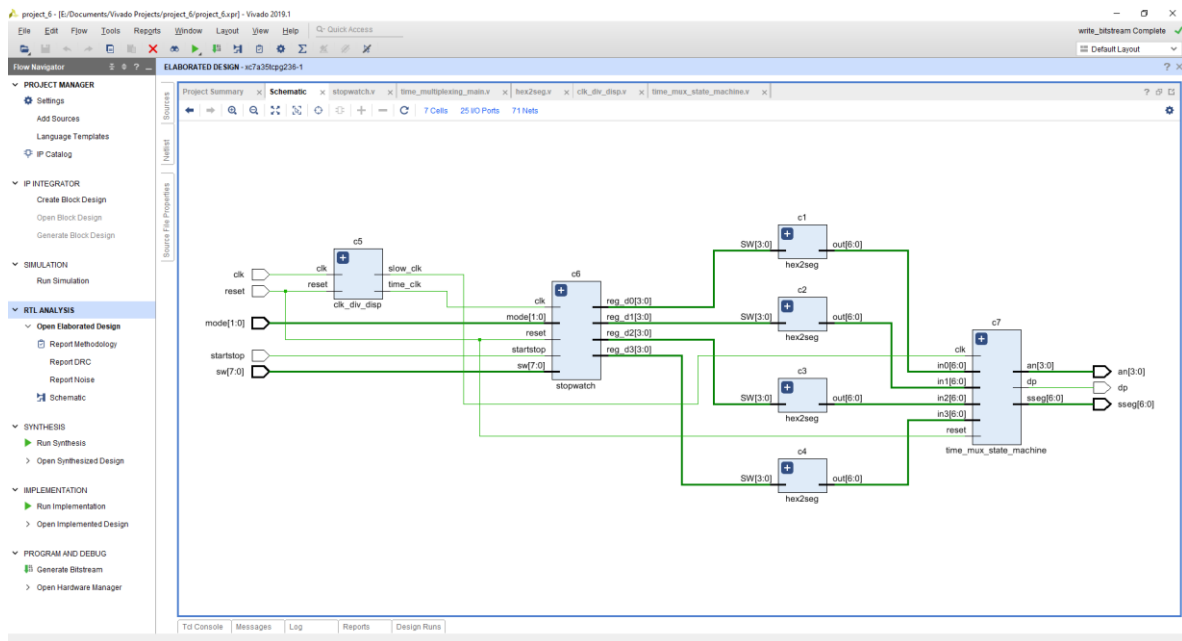 project_6 - [E:/Documents/Vivado Projects/project_6/project_6.xpr] - Vivado 2019.1
File Edit Flow Tools Reports Window Layout View Help Quick Access
write_bitstream Complete
Default Layout
Flow Navigator
ELABORATED DESIGN - xc7a35tcpg236-1
PROJECT MANAGER
Settings
Add Sources
Language Templates
IP Catalog
IP INTEGRATOR
Create Block Design
Open Block Design
Generate Block Design
SIMULATION
Run Simulation
RTL ANALYSIS
Open Elaborated Design
Report Methodology
Report DRC
Report Noise
Schematic
SYNTHESIS
Run Synthesis
Open Synthesized Design
IMPLEMENTATION
Run Implementation
Open Implemented Design
PROGRAM AND DEBUG
Generate Bitstream
Open Hardware Manager
Sources
Netlist
Source File Properties
Project Summary Schematic stopwatch.v time_multiplexing_main.v hex2seg.v clk_div_disp.v time_mux_state_machine.v
7 Cells 25 I/O Ports 71 Nets
clk
reset
mode[1:0]
startstop
sw[7:0]
c5
clk slow_clk
reset time_clk
clk_div_disp
c6
clk reg_d0[3:0]
mode[1:0] reg_d1[3:0]
reset reg_d2[3:0]
startstop reg_d3[3:0]
sw[7:0]
stopwatch
c1
SW[3:0] out[6:0]
hex2seg
c2
SW[3:0] out[6:0]
hex2seg
c3
SW[3:0] out[6:0]
hex2seg
c4
SW[3:0] out[6:0]
hex2seg
c7
clk
in0[6:0] an[3:0]
in1[6:0] dp
in2[6:0] sseg[6:0]
in3[6:0]
reset
time_mux_state_machine
an[3:0]
dp
sseg[6:0]
Tcl Console Messages Log Reports Design Runs